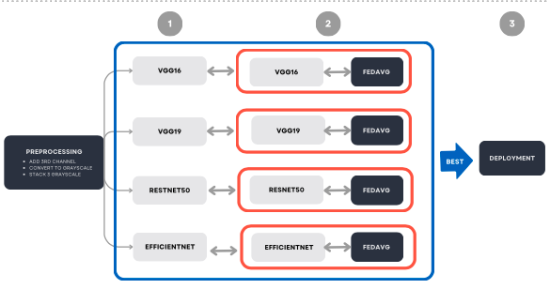 1
2
3
VGG16
VGG16
FEDAVG
VGG19
VGG19
FEDAVG
PREPROCESSING
ADD 3RD CHANNEL
CONVERT TO GRAYSCALE
STACK 3 GRAYSCALE
BEST
DEPLOYMENT
RESTNET50
RESNET50
FEDAVG
EFFICIENTNET
EFFICIENTNET
FEDAVG